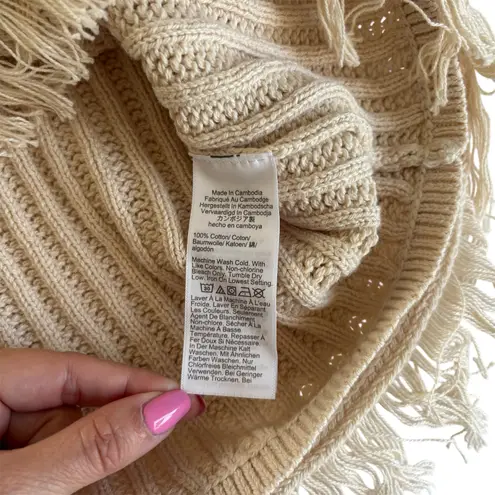 Made In Cambodia
Fabriqué Au Cambodge
Hergestellt In Kambodscha
Vervaardigd In Cambodja
カンボジア製
hecho en camboya
100% Cotton/ Coton/
Baumwolle/ Katoen/ 綿/
algodón
Machine Wash Cold. With
Like Colors. Non-chlorine
Bleach Only. Tumble Dry
Low. Iron On Lowest Setting.
30
Laver À La Machine À L'eau
Froide. Laver En Séparant
Les Couleurs. Seulement
Agent De Blanchiment
Non-chlore. Sécher À La
Machine À Basse
Température. Repasser À
Fer Doux Si Nécessaire.
In Der Maschine Kalt
Waschen. Mit Ähnlichen
Farben Waschen. Nur
Chlorfreies Bleichmittel
Verwenden. Bei Geringer
Wärme Trocknen. Bei